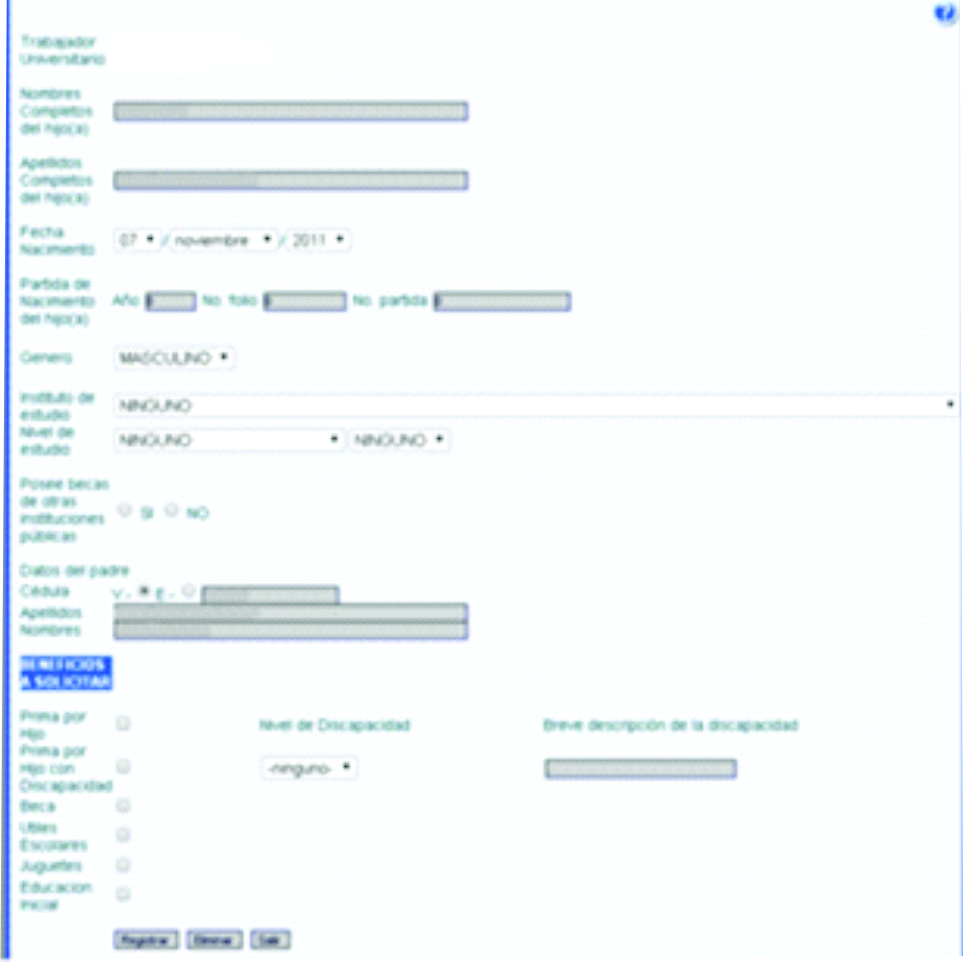 Trabajador
Universitario
Nombres
Completos
del hijo(a)
Apellidos
Completos
del hijo(a)
Fecha
Nacimiento
07 / noviembre / 2011
Partida de
Nacimiento
del hijo(a)
Año No. folio No. partida
Genero MASCULINO
Instituto de
estudio
NINGUNO
Nivel de
estudio
NINGUNO NINGUNO
Posee becas
de otras
instituciones
públicas
SI NO
Datos del padre
Cédula V.- E.-
Apellidos
Nombres
BENEFICIOS
A SOLICITAR
Prima por
Hijo
Nivel de Discapacidad Breve descripción de la discapacidad
Prima por
Hijo con
Discapacidad
-ninguno-
Beca
Utiles
Escolares
Juguetes
Educacion
Inicial
Registrar Eliminar Salir